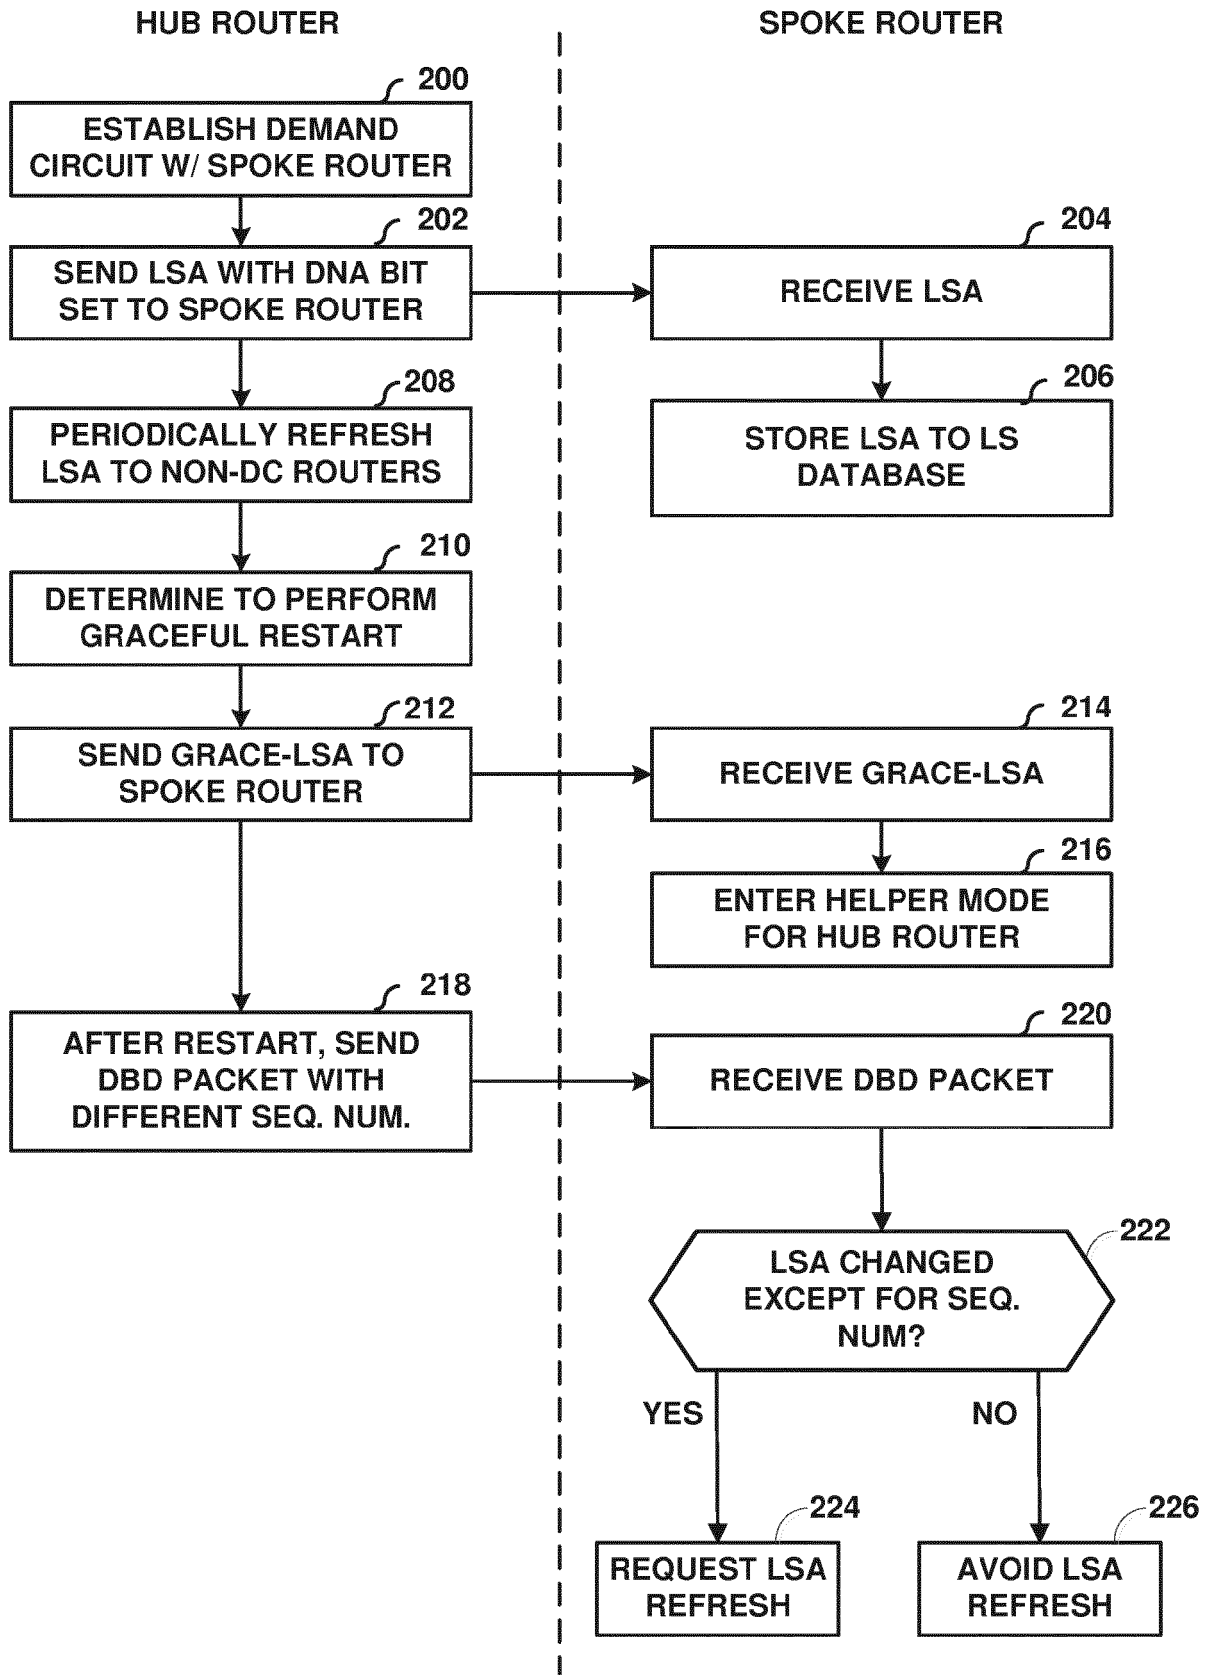 HUB ROUTER
SPOKE ROUTER
200
ESTABLISH DEMAND
CIRCUIT W/ SPOKE ROUTER
202
SEND LSA WITH DNA BIT
SET TO SPOKE ROUTER
204
RECEIVE LSA
206
STORE LSA TO LS
DATABASE
208
PERIODICALLY REFRESH
LSA TO NON-DC ROUTERS
210
DETERMINE TO PERFORM
GRACEFUL RESTART
212
SEND GRACE-LSA TO
SPOKE ROUTER
214
RECEIVE GRACE-LSA
216
ENTER HELPER MODE
FOR HUB ROUTER
218
AFTER RESTART, SEND
DBD PACKET WITH
DIFFERENT SEQ. NUM.
220
RECEIVE DBD PACKET
222
LSA CHANGED
EXCEPT FOR SEQ.
NUM?
YES
NO
224
REQUEST LSA
REFRESH
226
AVOID LSA
REFRESH